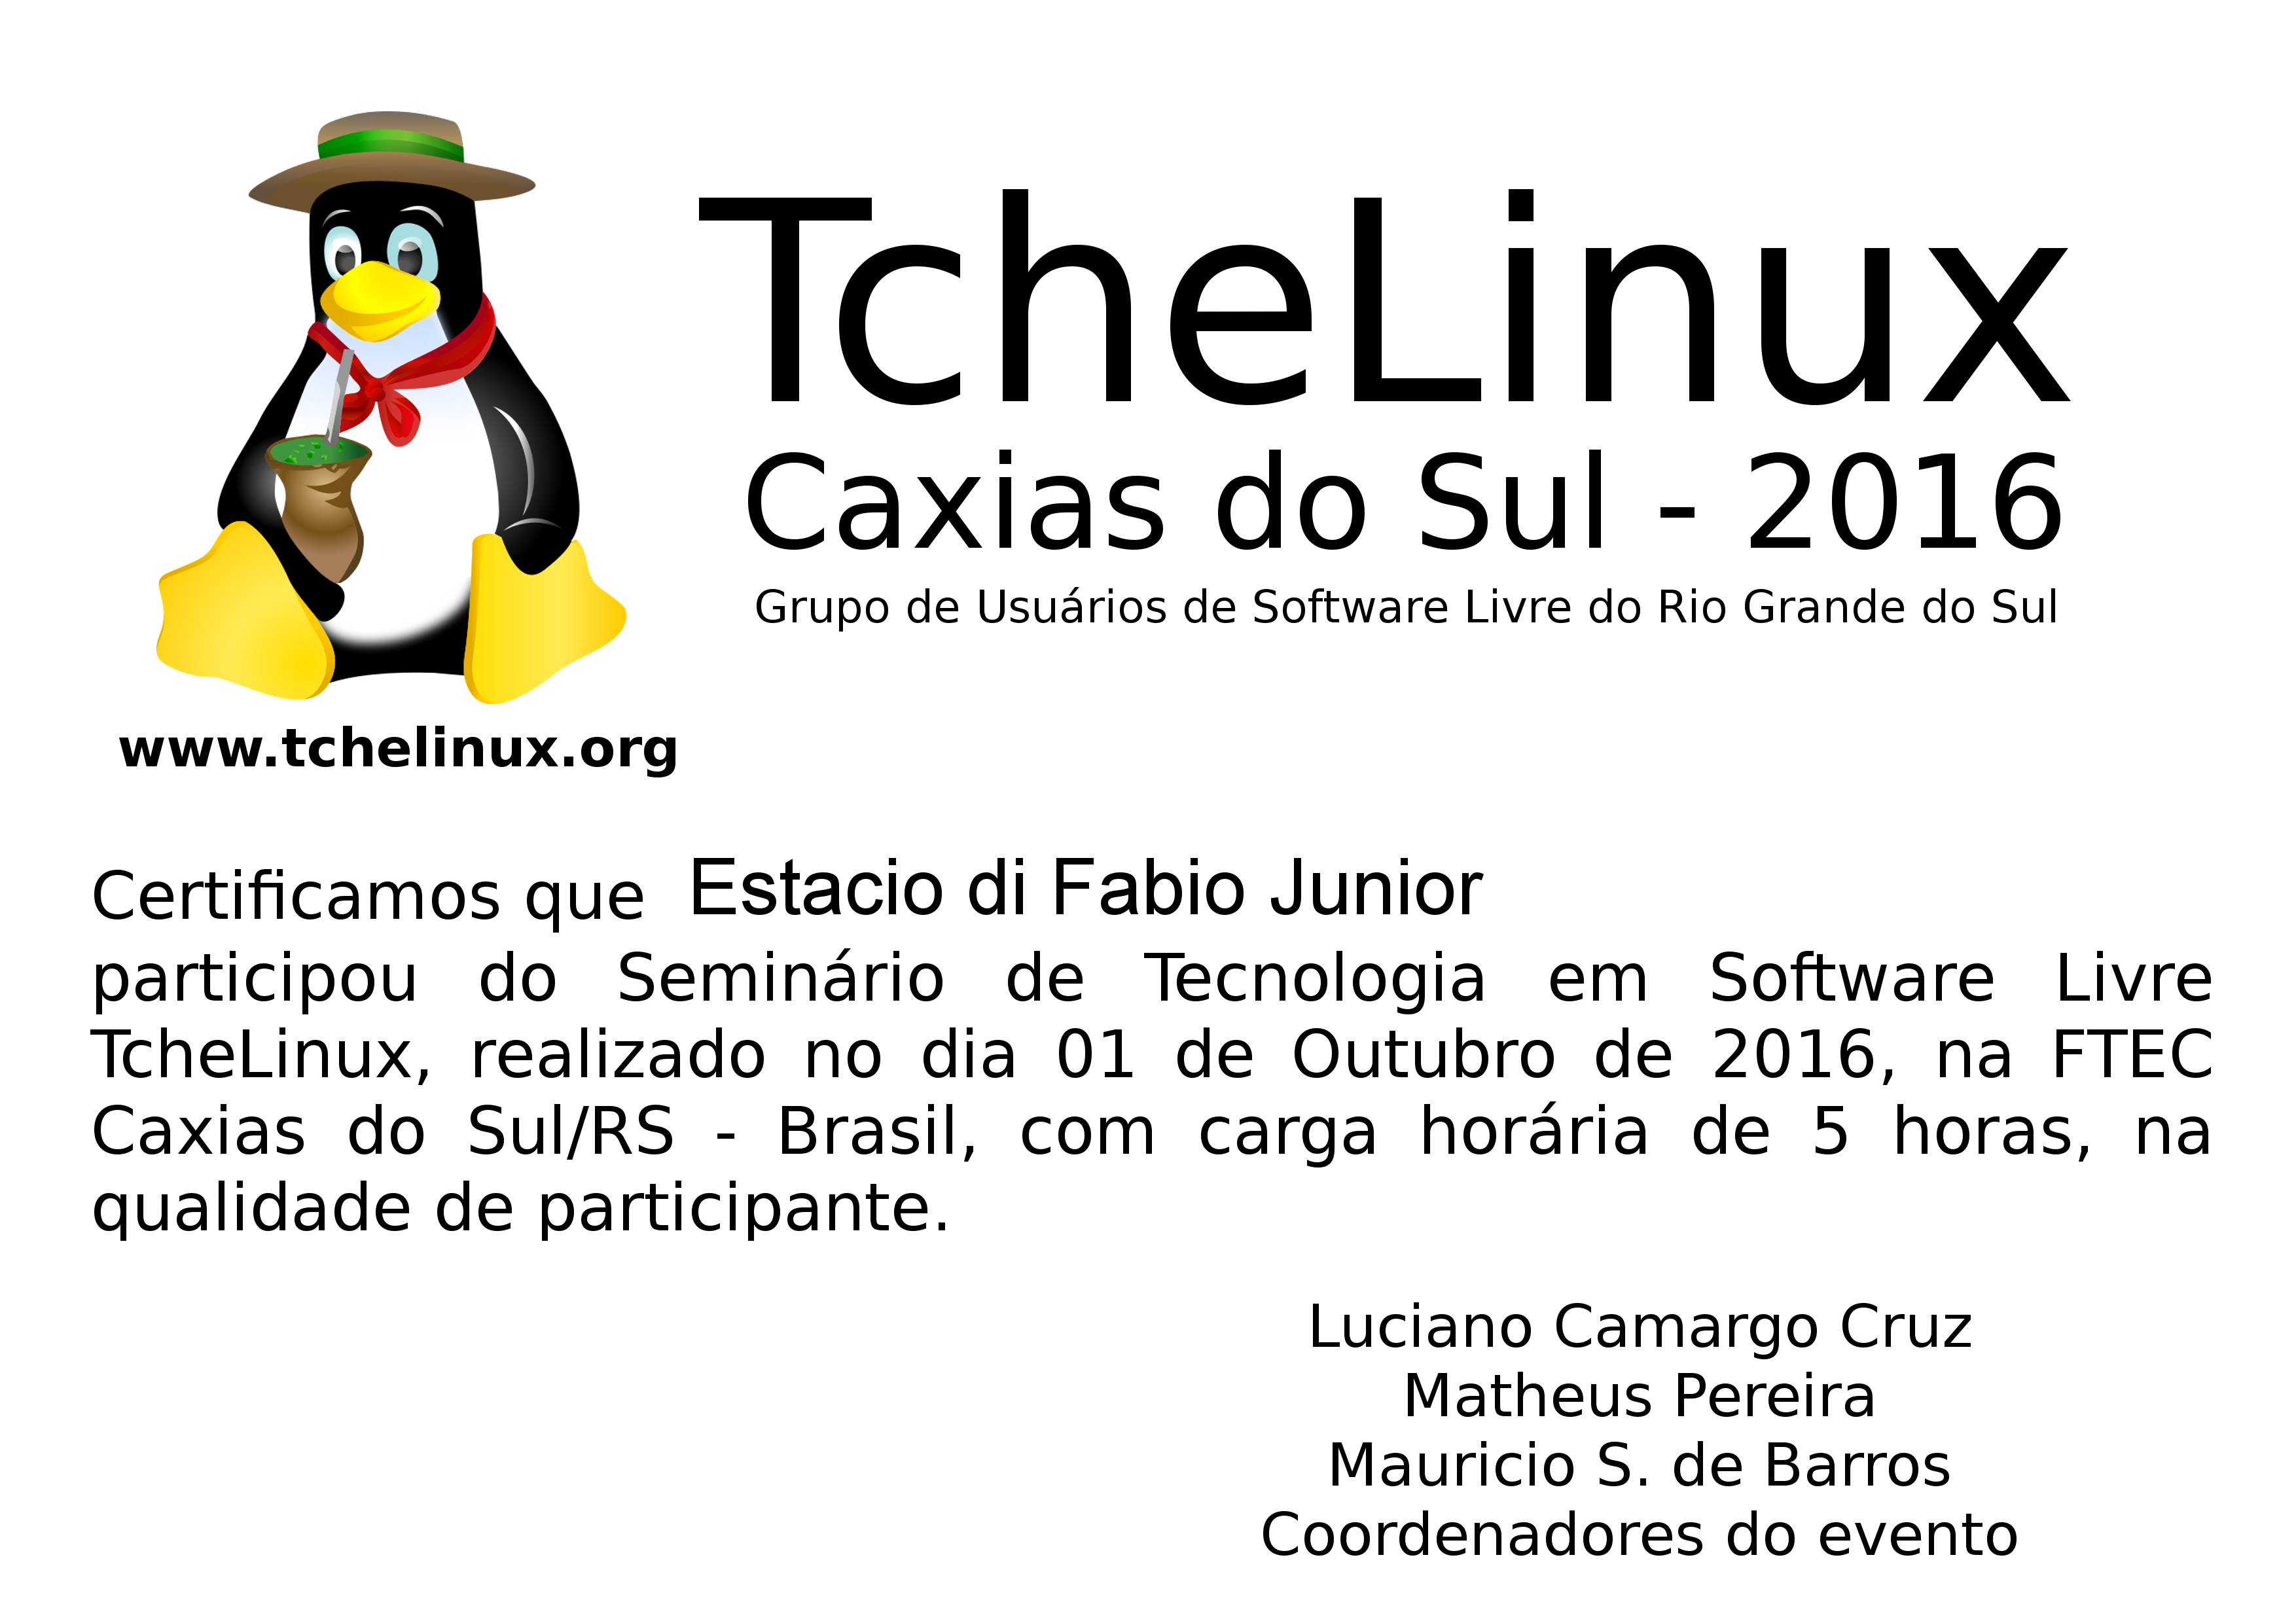 TcheLinux
Caxias do Sul - 2016
Grupo de Usuários de Software Livre do Rio Grande do Sul
www.tchelinux.org
Certificamos que Estacio di Fabio Junior
participou do Seminário de Tecnologia em Software Livre
TcheLinux, realizado no dia 01 de Outubro de 2016, na FTEC
Caxias do Sul/RS - Brasil, com carga horária de 5 horas, na
qualidade de participante.
Luciano Camargo Cruz
Matheus Pereira
Mauricio S. de Barros
Coordenadores do evento